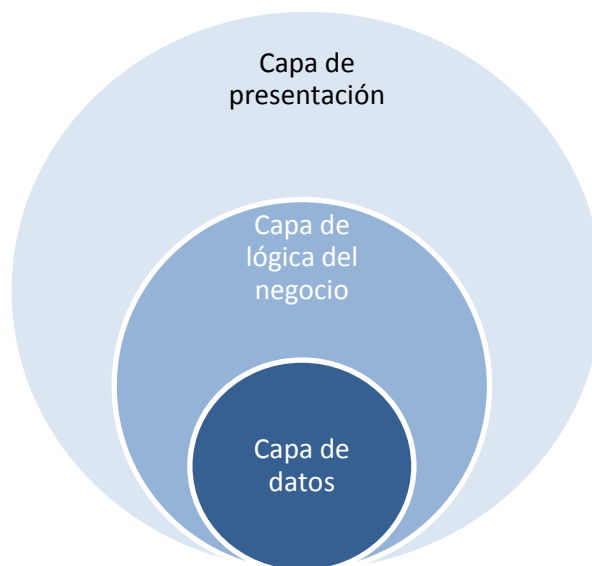 Capa de
presentación
Capa de
lógica del
negocio
Capa de
datos